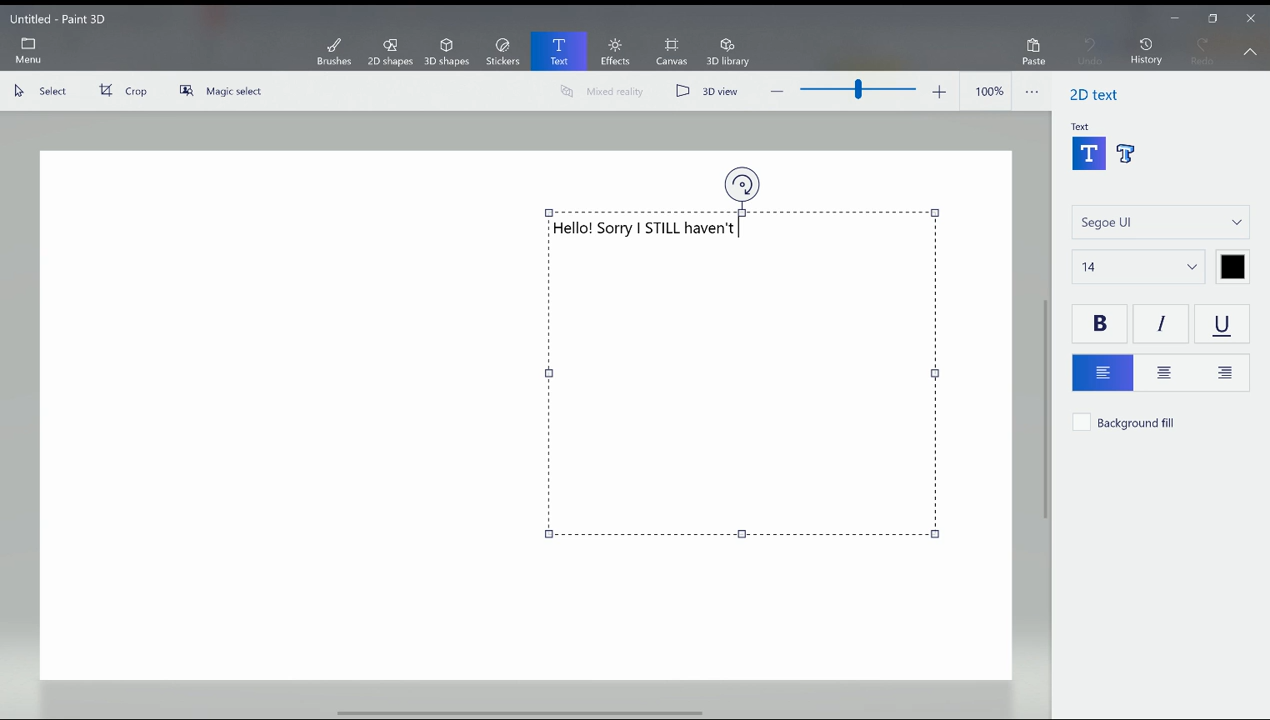 Untitled - Paint 3D
Menu
Brushes
2D shapes
3D shapes
Stickers
Text
Effects
Canvas
3D library
Paste
Undo
History
Redo
Select
Crop
Magic select
Mixed reality
3D view
100%
2D text
Text
Segoe UI
14
B
I
U
Background fill
Hello! Sorry I STILL haven't